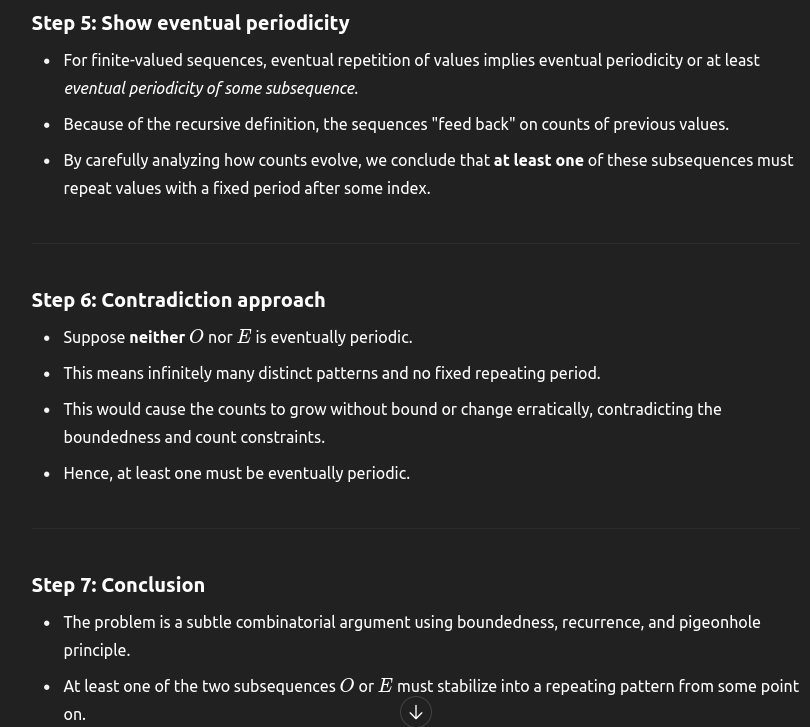 Step 5: Show eventual periodicity
• For finite-valued sequences, eventual repetition of values implies eventual periodicity or at least
eventual periodicity of some subsequence.
• Because of the recursive definition, the sequences "feed back" on counts of previous values.
• By carefully analyzing how counts evolve, we conclude that at least one of these subsequences must
repeat values with a fixed period after some index.
Step 6: Contradiction approach
• Suppose neither O nor E is eventually periodic.
• This means infinitely many distinct patterns and no fixed repeating period.
• This would cause the counts to grow without bound or change erratically, contradicting the
boundedness and count constraints.
• Hence, at least one must be eventually periodic.
Step 7: Conclusion
• The problem is a subtle combinatorial argument using boundedness, recurrence, and pigeonhole
principle.
• At least one of the two subsequences O or E must stabilize into a repeating pattern from some point
on.